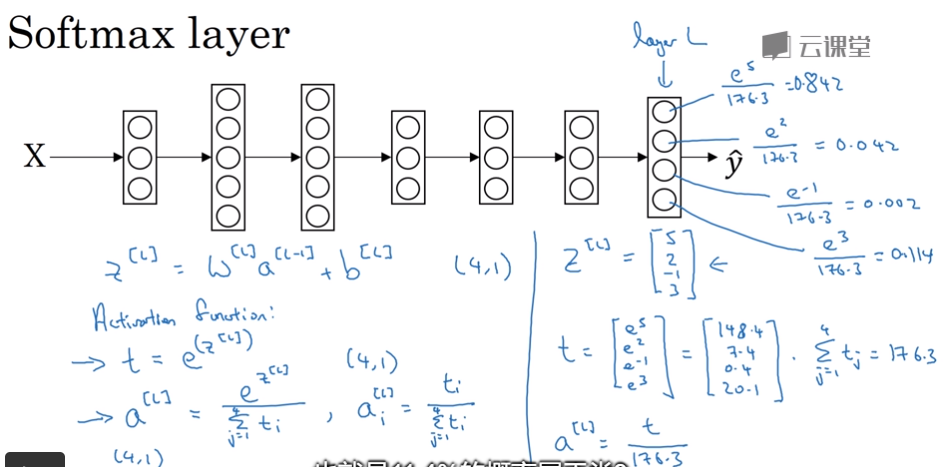 Softmax layer
layer L
云课堂
X
ŷ
e^5/176.3 = 0.842
e^2/176.3 = 0.042
e^-1/176.3 = 0.002
e^3/176.3 = 0.114
z^[L] = W^[L] a^[L-1] + b^[L] (4,1)
Activation function:
→ t = e^(z^[L]) (4,1)
→ a^[L] = e^z^[L] / Σ_{j=1}^4 t_i , a_i^[L] = t_i / Σ_{j=1}^4 t_i
(4,1)
z^[L] = [5 2 -1 3] ←
t = [e^5 e^2 e^-1 e^3] = [148.4 7.4 0.4 20.1] . Σ_{j=1}^4 t_j = 176.3
a^[L] = t / 176.3